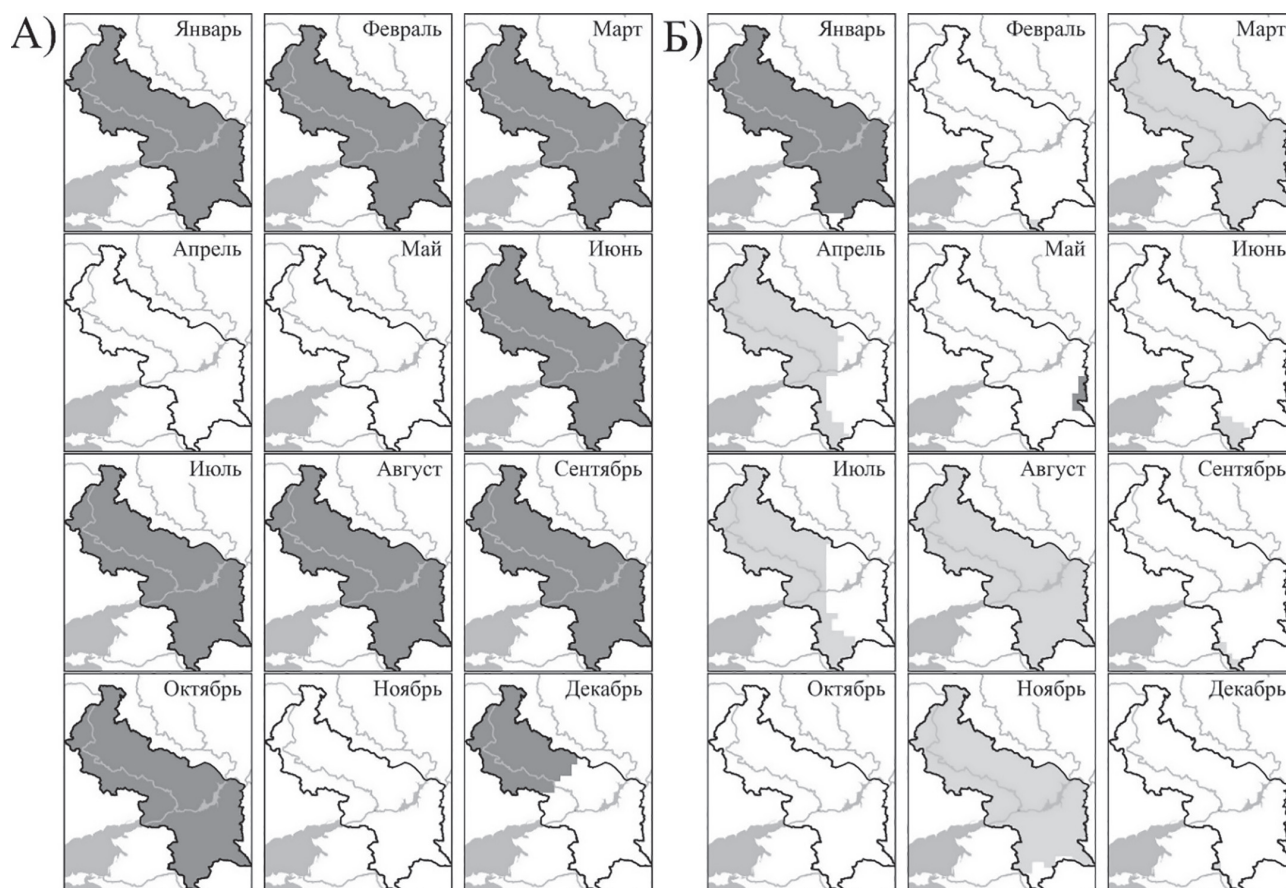 А) Январь Февраль Март Б) Январь Февраль Март
Апрель Май Июнь Апрель Май Июнь
Июль Август Сентябрь Июль Август Сентябрь
Октябрь Ноябрь Декабрь Октябрь Ноябрь Декабрь